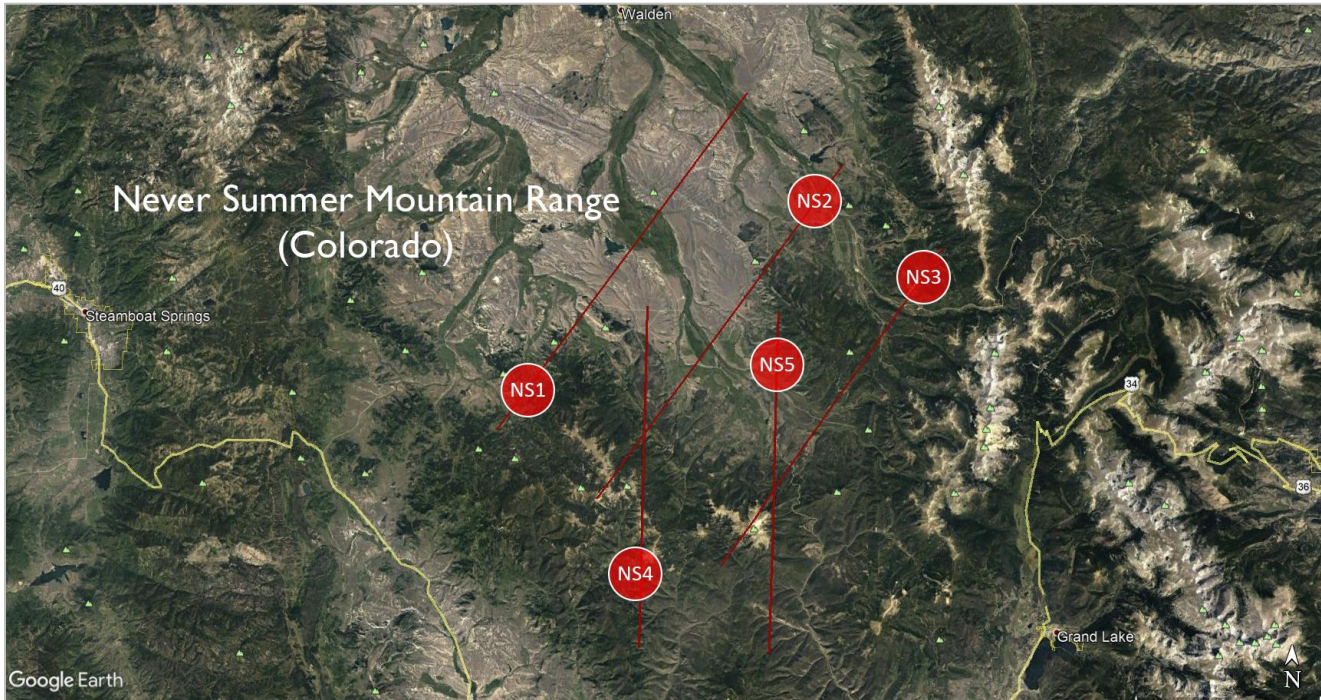 Walden
NS2
Never Summer Mountain Range
(Colorado)
NS3
40
Steamboat Springs
NS5
NS1
34
36
NS4
Grand Lake
N
Google Earth